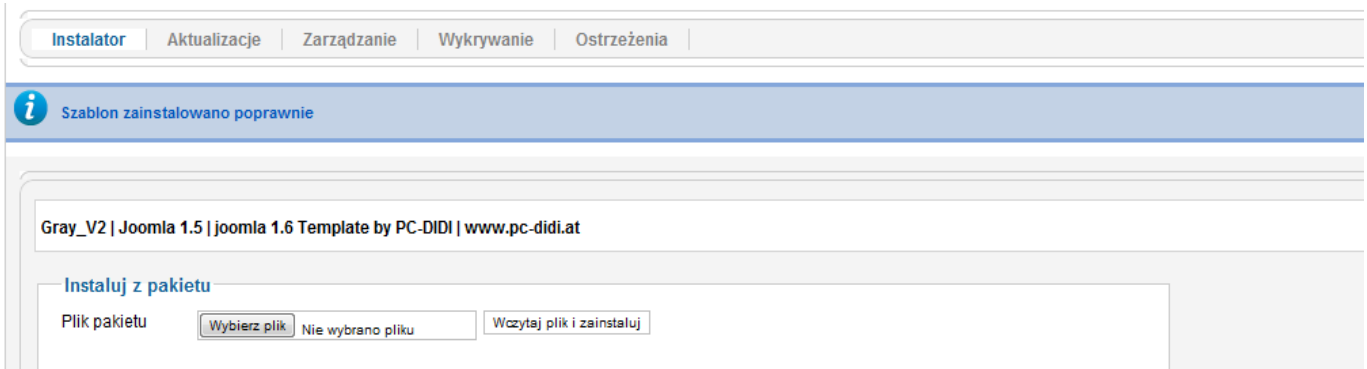 Instalator Aktualizacje Zarządzanie Wykrywanie Ostrzeżenia
i Szablon zainstalowano poprawnie
Gray_V2 | Joomla 1.5 | joomla 1.6 Template by PC-DIDI | www.pc-didi.at
Instaluj z pakietu
Plik pakietu Wybierz plik Nie wybrano pliku Wczytaj plik i zainstaluj